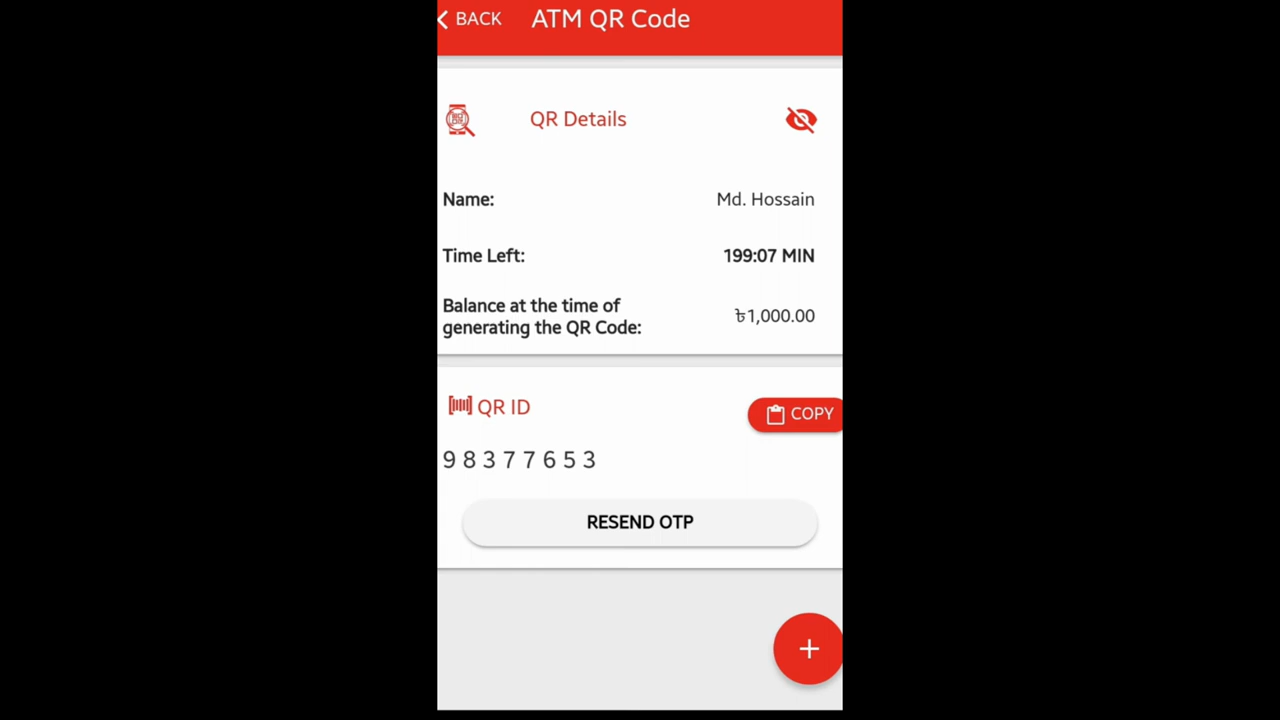 BACK ATM QR Code
QR Details
Name: Md. Hossain
Time Left: 199:07 MIN
Balance at the time of
generating the QR Code: ৳1,000.00
QR ID COPY
9 8 3 7 7 6 5 3
RESEND OTP
+